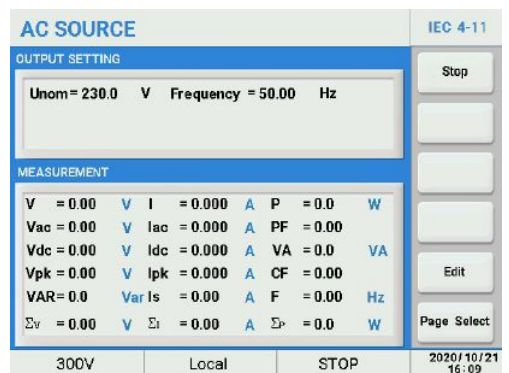 AC SOURCE
IEC 4-11
OUTPUT SETTING
Unom = 230.0 V Frequency = 50.00 Hz
Stop
MEASUREMENT
V = 0.00 V I = 0.000 A P = 0.0 W
Vac = 0.00 V Iac = 0.000 A PF = 0.00
Vdc = 0.00 V Idc = 0.000 A VA = 0.0 VA
Vpk = 0.00 V Ipk = 0.000 A CF = 0.00
VAR= 0.0 Var Is = 0.00 A F = 0.00 Hz
Σv = 0.00 V ΣI = 0.00 A ΣP = 0.0 W
Edit
Page Select
300V Local STOP
2020/10/21
16:09